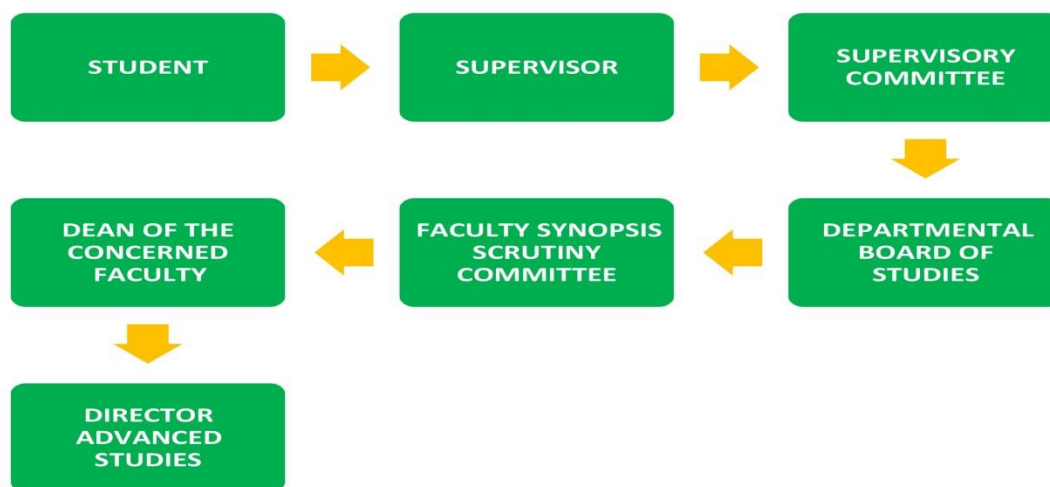 STUDENT
SUPERVISOR
SUPERVISORY
COMMITTEE
DEPARTMENTAL
BOARD OF
STUDIES
FACULTY SYNOPSIS
SCRUTINY
COMMITTEE
DEAN OF THE
CONCERNED
FACULTY
DIRECTOR
ADVANCED
STUDIES